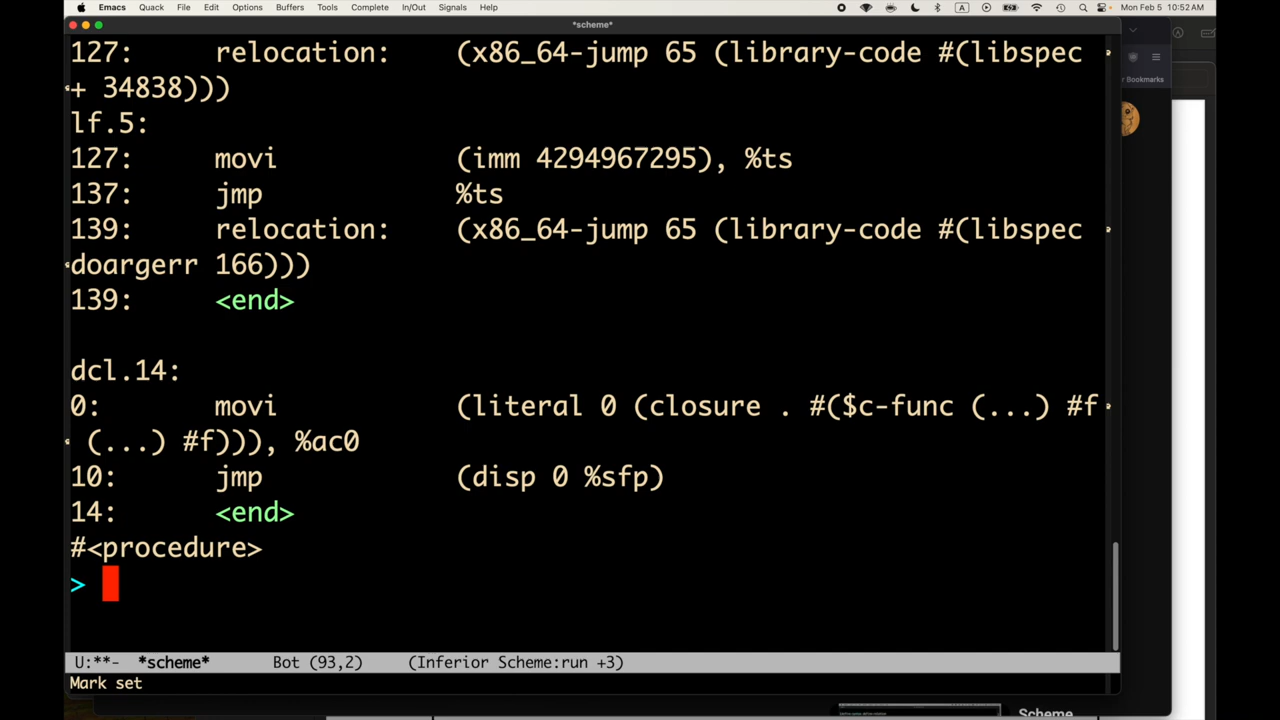 Emacs Quack File Edit Options Buffers Tools Complete In/Out Signals Help A Mon Feb 5 10:52 AM
*scheme*
127: relocation: (x86_64-jump 65 (library-code #(libspec
+ 34838)))
lf.5:
127: movi (imm 4294967295), %ts
137: jmp %ts
139: relocation: (x86_64-jump 65 (library-code #(libspec
doargerr 166)))
139: <end>
dcl.14:
0: movi (literal 0 (closure . #($c-func (...) #f
(...) #f))), %ac0
10: jmp (disp 0 %sfp)
14: <end>
#<procedure>
>
U:**- *scheme* Bot (93,2) (Inferior Scheme:run +3)
Mark set
Bookmarks
Scheme